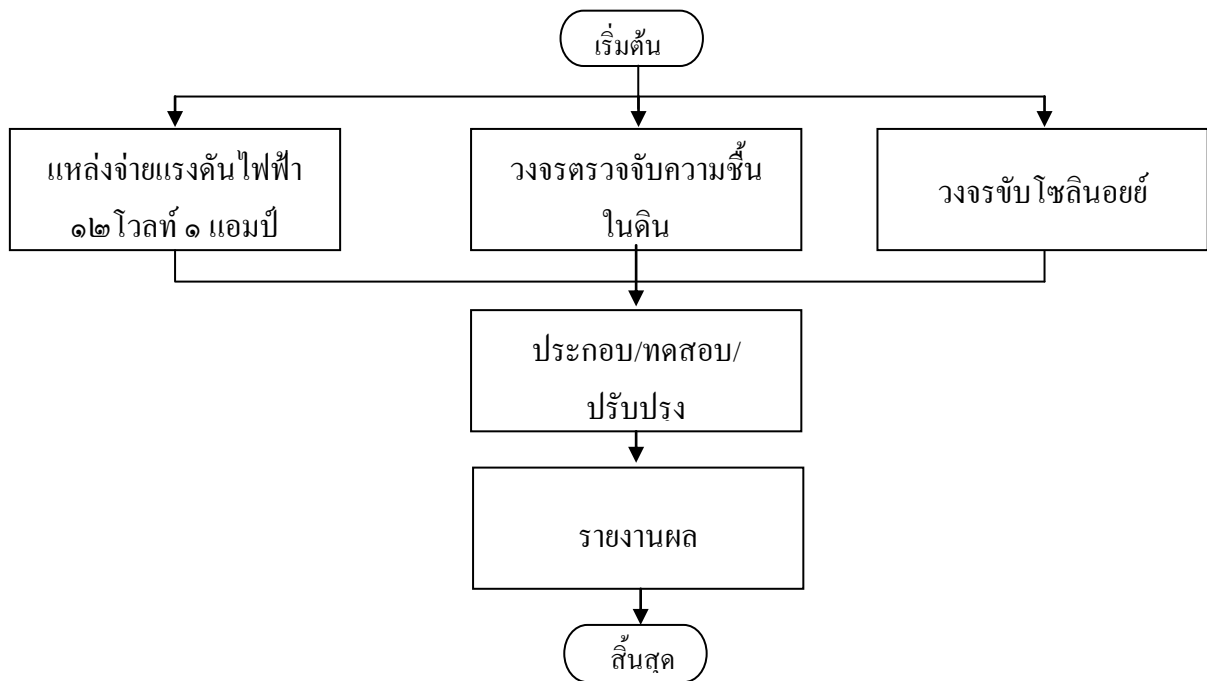 เริ่มต้น
แหล่งจ่ายแรงดันไฟฟ้า
๑๒ โวลท์ ๑ แอมป์
วงจรตรวจจับความชื้น
ในดิน
วงจรขับโซลินอยย์
ประกอบ/ทดสอบ/
ปรับปรุง
รายงานผล
สิ้นสุด